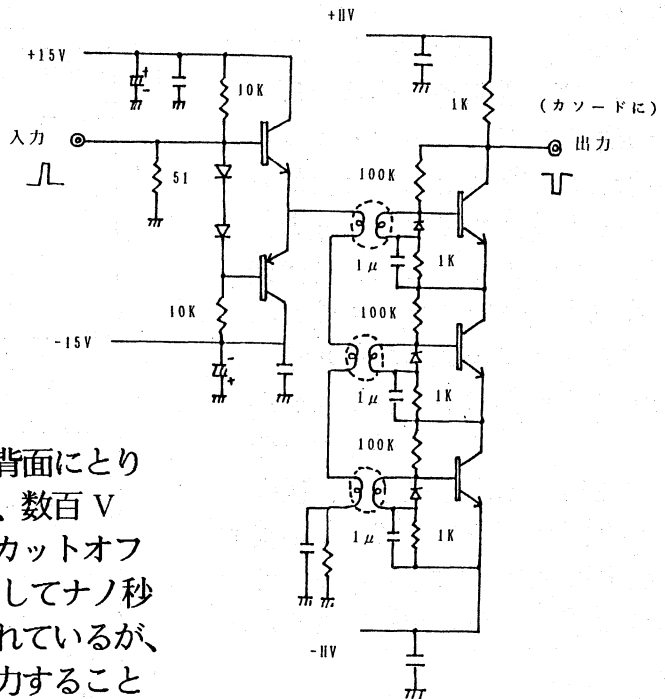 +HV
+15V
10K
1K
(カソードに)
入力
出力
51
100K
1μ
1K
10K
100K
-15V
1μ
1K
100K
1μ
1K
-HV
背面にとり
、数百 V
カットオフ
してナノ秒
れているが、
力すること